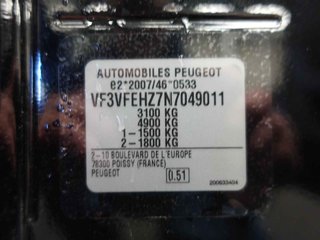 AUTOMOBILES PEUGEOT
e2*2007/46*0533
VF3VFEHZ7N7049011
3100 KG
4900 KG
1-1500 KG
2-1800 KG
2-10 BOULEVARD DE L'EUROPE
78300 POISSY (FRANCE)
PEUGEOT 0.51
200633404